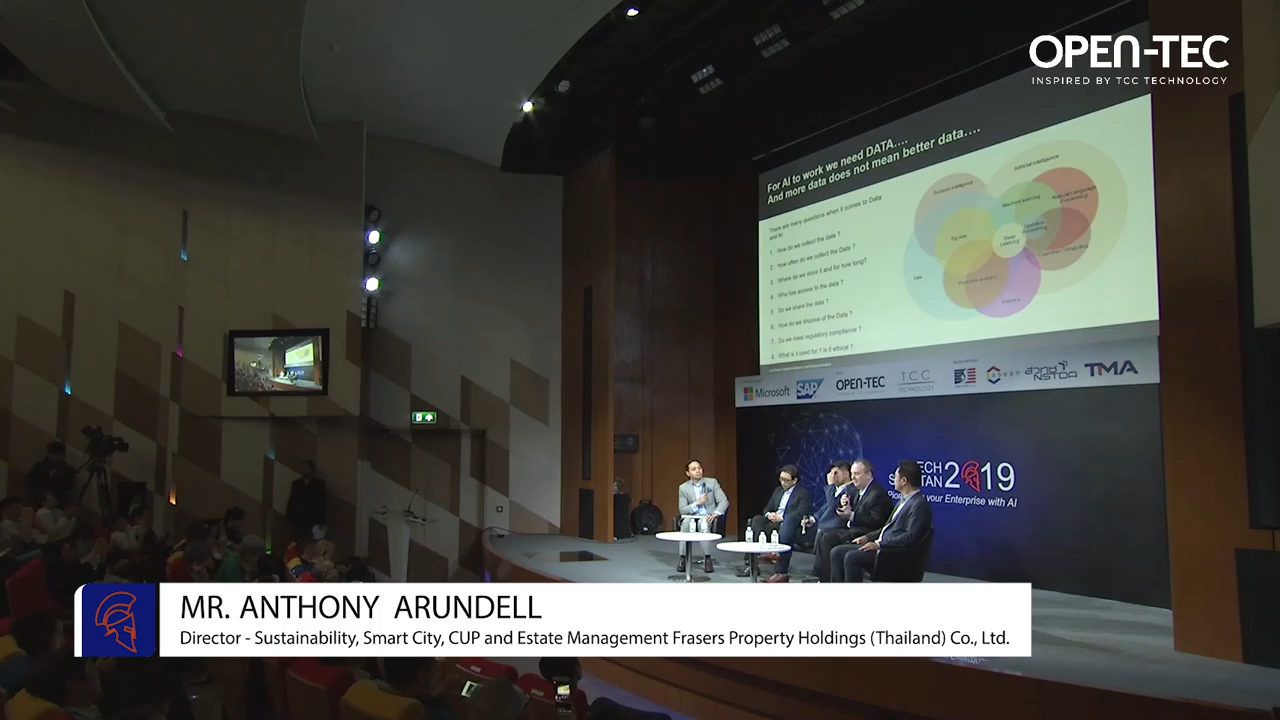 OPEN-TEC
INSPIRED BY TCC TECHNOLOGY
For AI to work we need DATA....
And more data does not mean better data....
There are many questions when it comes to Data
and AI.
1. How do we collect the data ?
2. How often do we collect the Data ?
3. Where do we store it and for how long?
4. Who has access to the data ?
5. Do we share the data ?
6. How do we dispose of the Data ?
7. Do we meet regulatory compliance ?
8. What is it used for ? Is it ethical ?
Artificial Intelligence
Business Intelligence
Machine learning
Natural Language
Processing
Big data
Deep
Learning
Cognitive Computing
Data
Microsoft
SAP
OPEN-TEC
TCC
TECHNOLOGY
สวทช
NSTDA
TMA
2019
your Enterprise with AI
MR. ANTHONY ARUNDELL
Director - Sustainability, Smart City, CUP and Estate Management Frasers Property Holdings (Thailand) Co., Ltd.